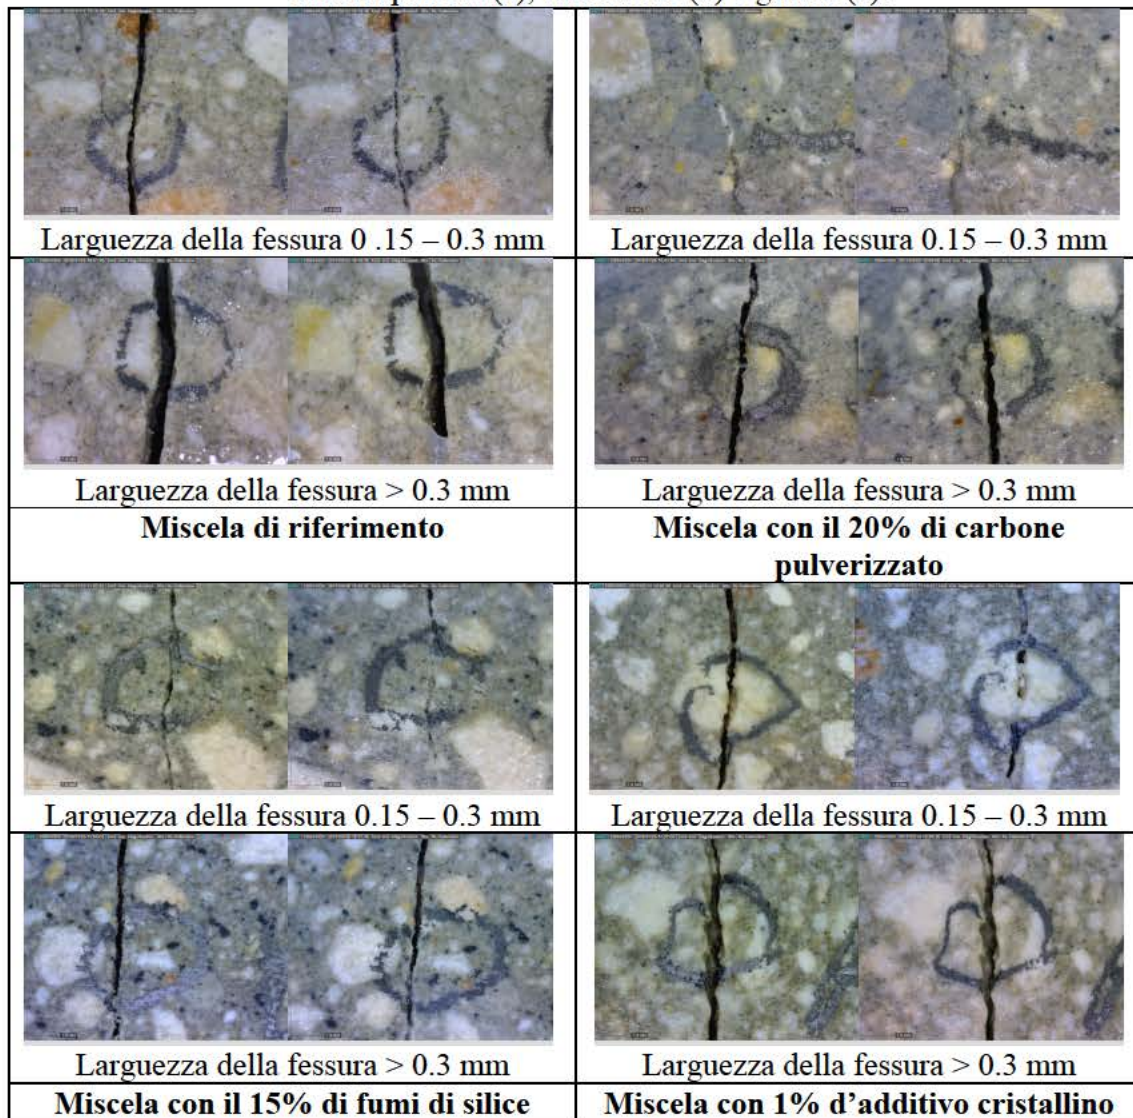 Larguezza della fessura 0 .15 – 0.3 mm
Larguezza della fessura 0.15 – 0.3 mm
Larguezza della fessura > 0.3 mm
Larguezza della fessura > 0.3 mm
Miscela di riferimento
Miscela con il 20% di carbone
pulverizzato
Larguezza della fessura 0.15 – 0.3 mm
Larguezza della fessura 0.15 – 0.3 mm
Larguezza della fessura > 0.3 mm
Larguezza della fessura > 0.3 mm
Miscela con il 15% di fumi di silice
Miscela con 1% d’additivo cristallino